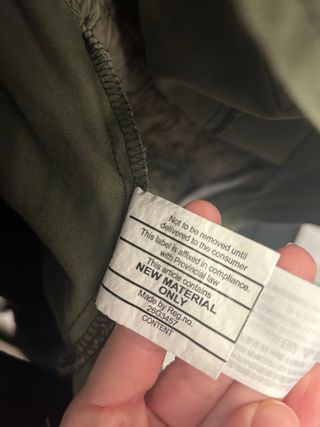 Not to be removed until
delivered to the consumer
This label is affixed in compliance.
with Provincial law
This article contains
NEW MATERIAL
ONLY
Made by Reg.no.
26G3457
CONTENT